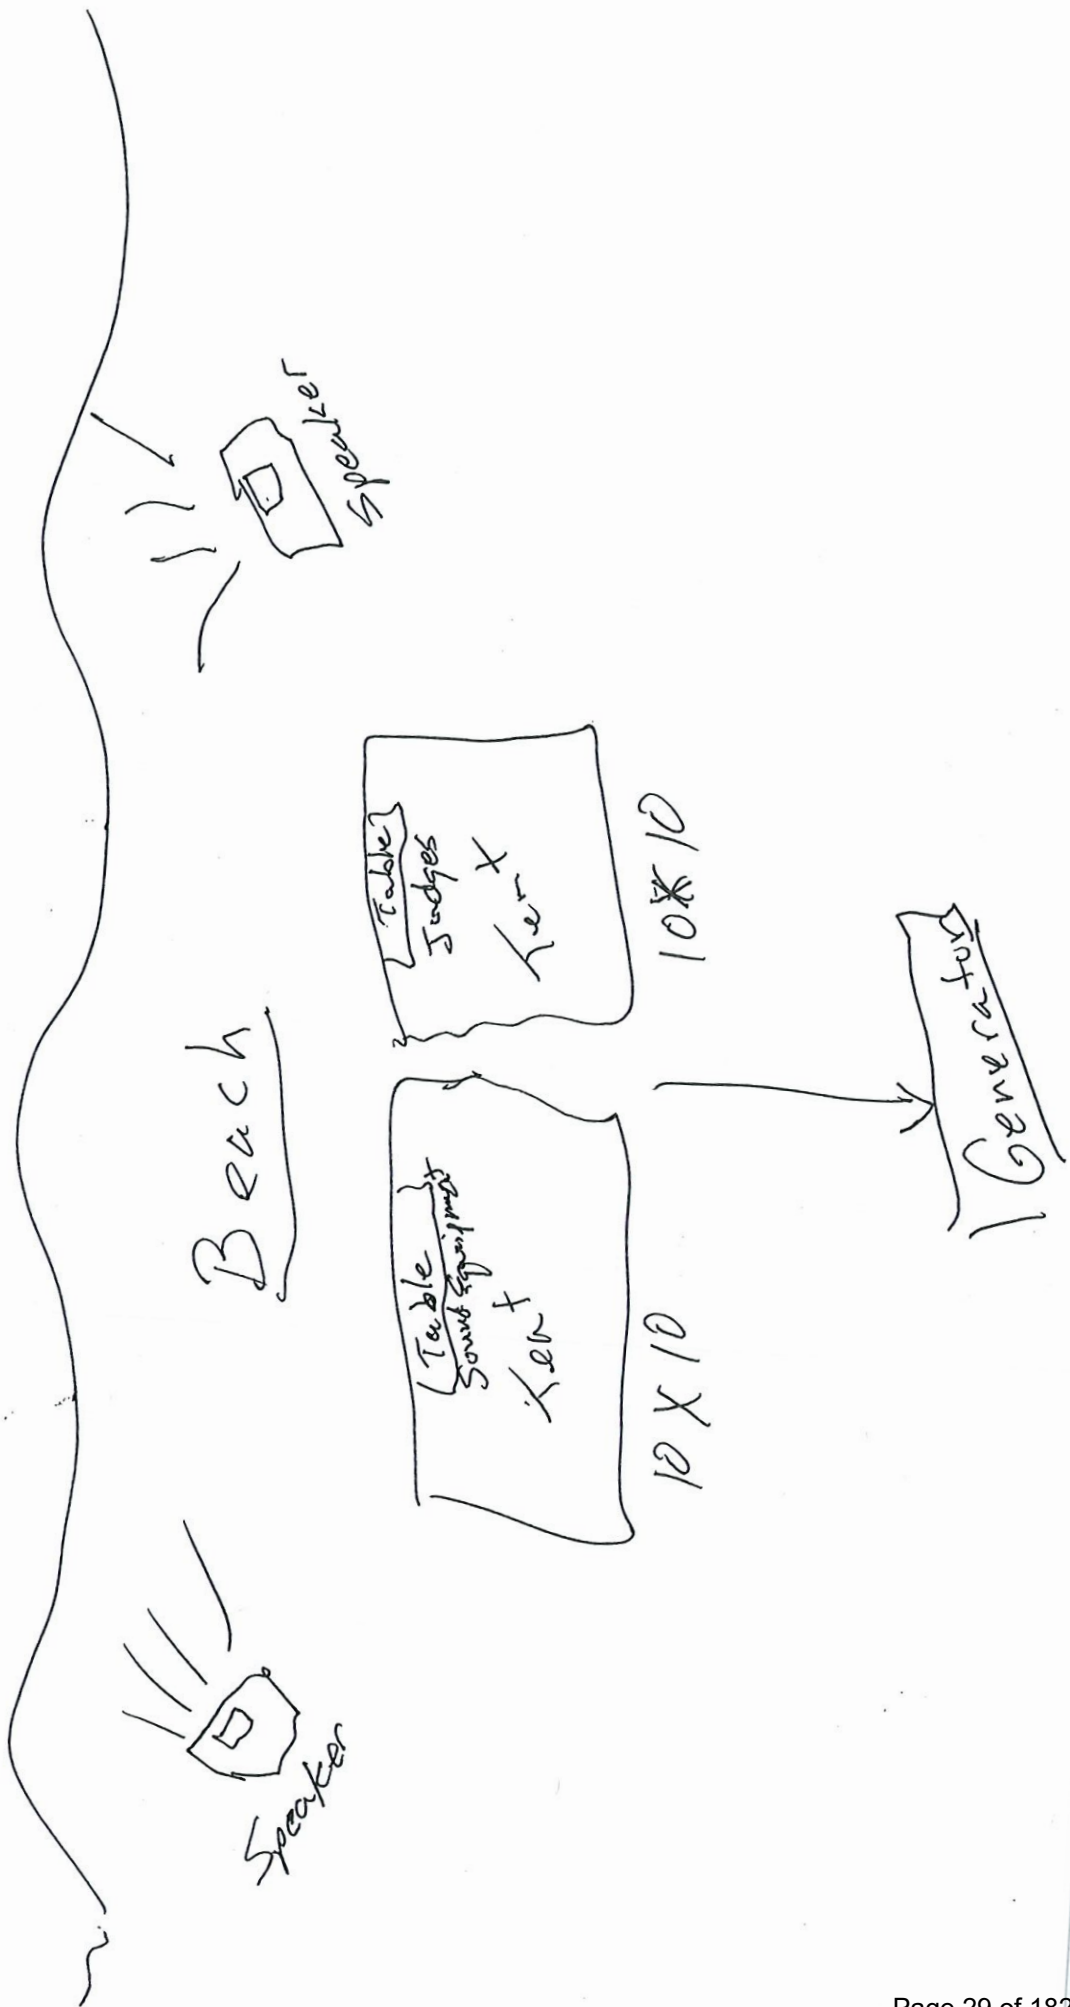 Beach
Speaker
Speaker
Table
Sound Equipment
Tent
10 X 10
Table
Judges
Tent
10 X 10
Generator
Page 29 of 182